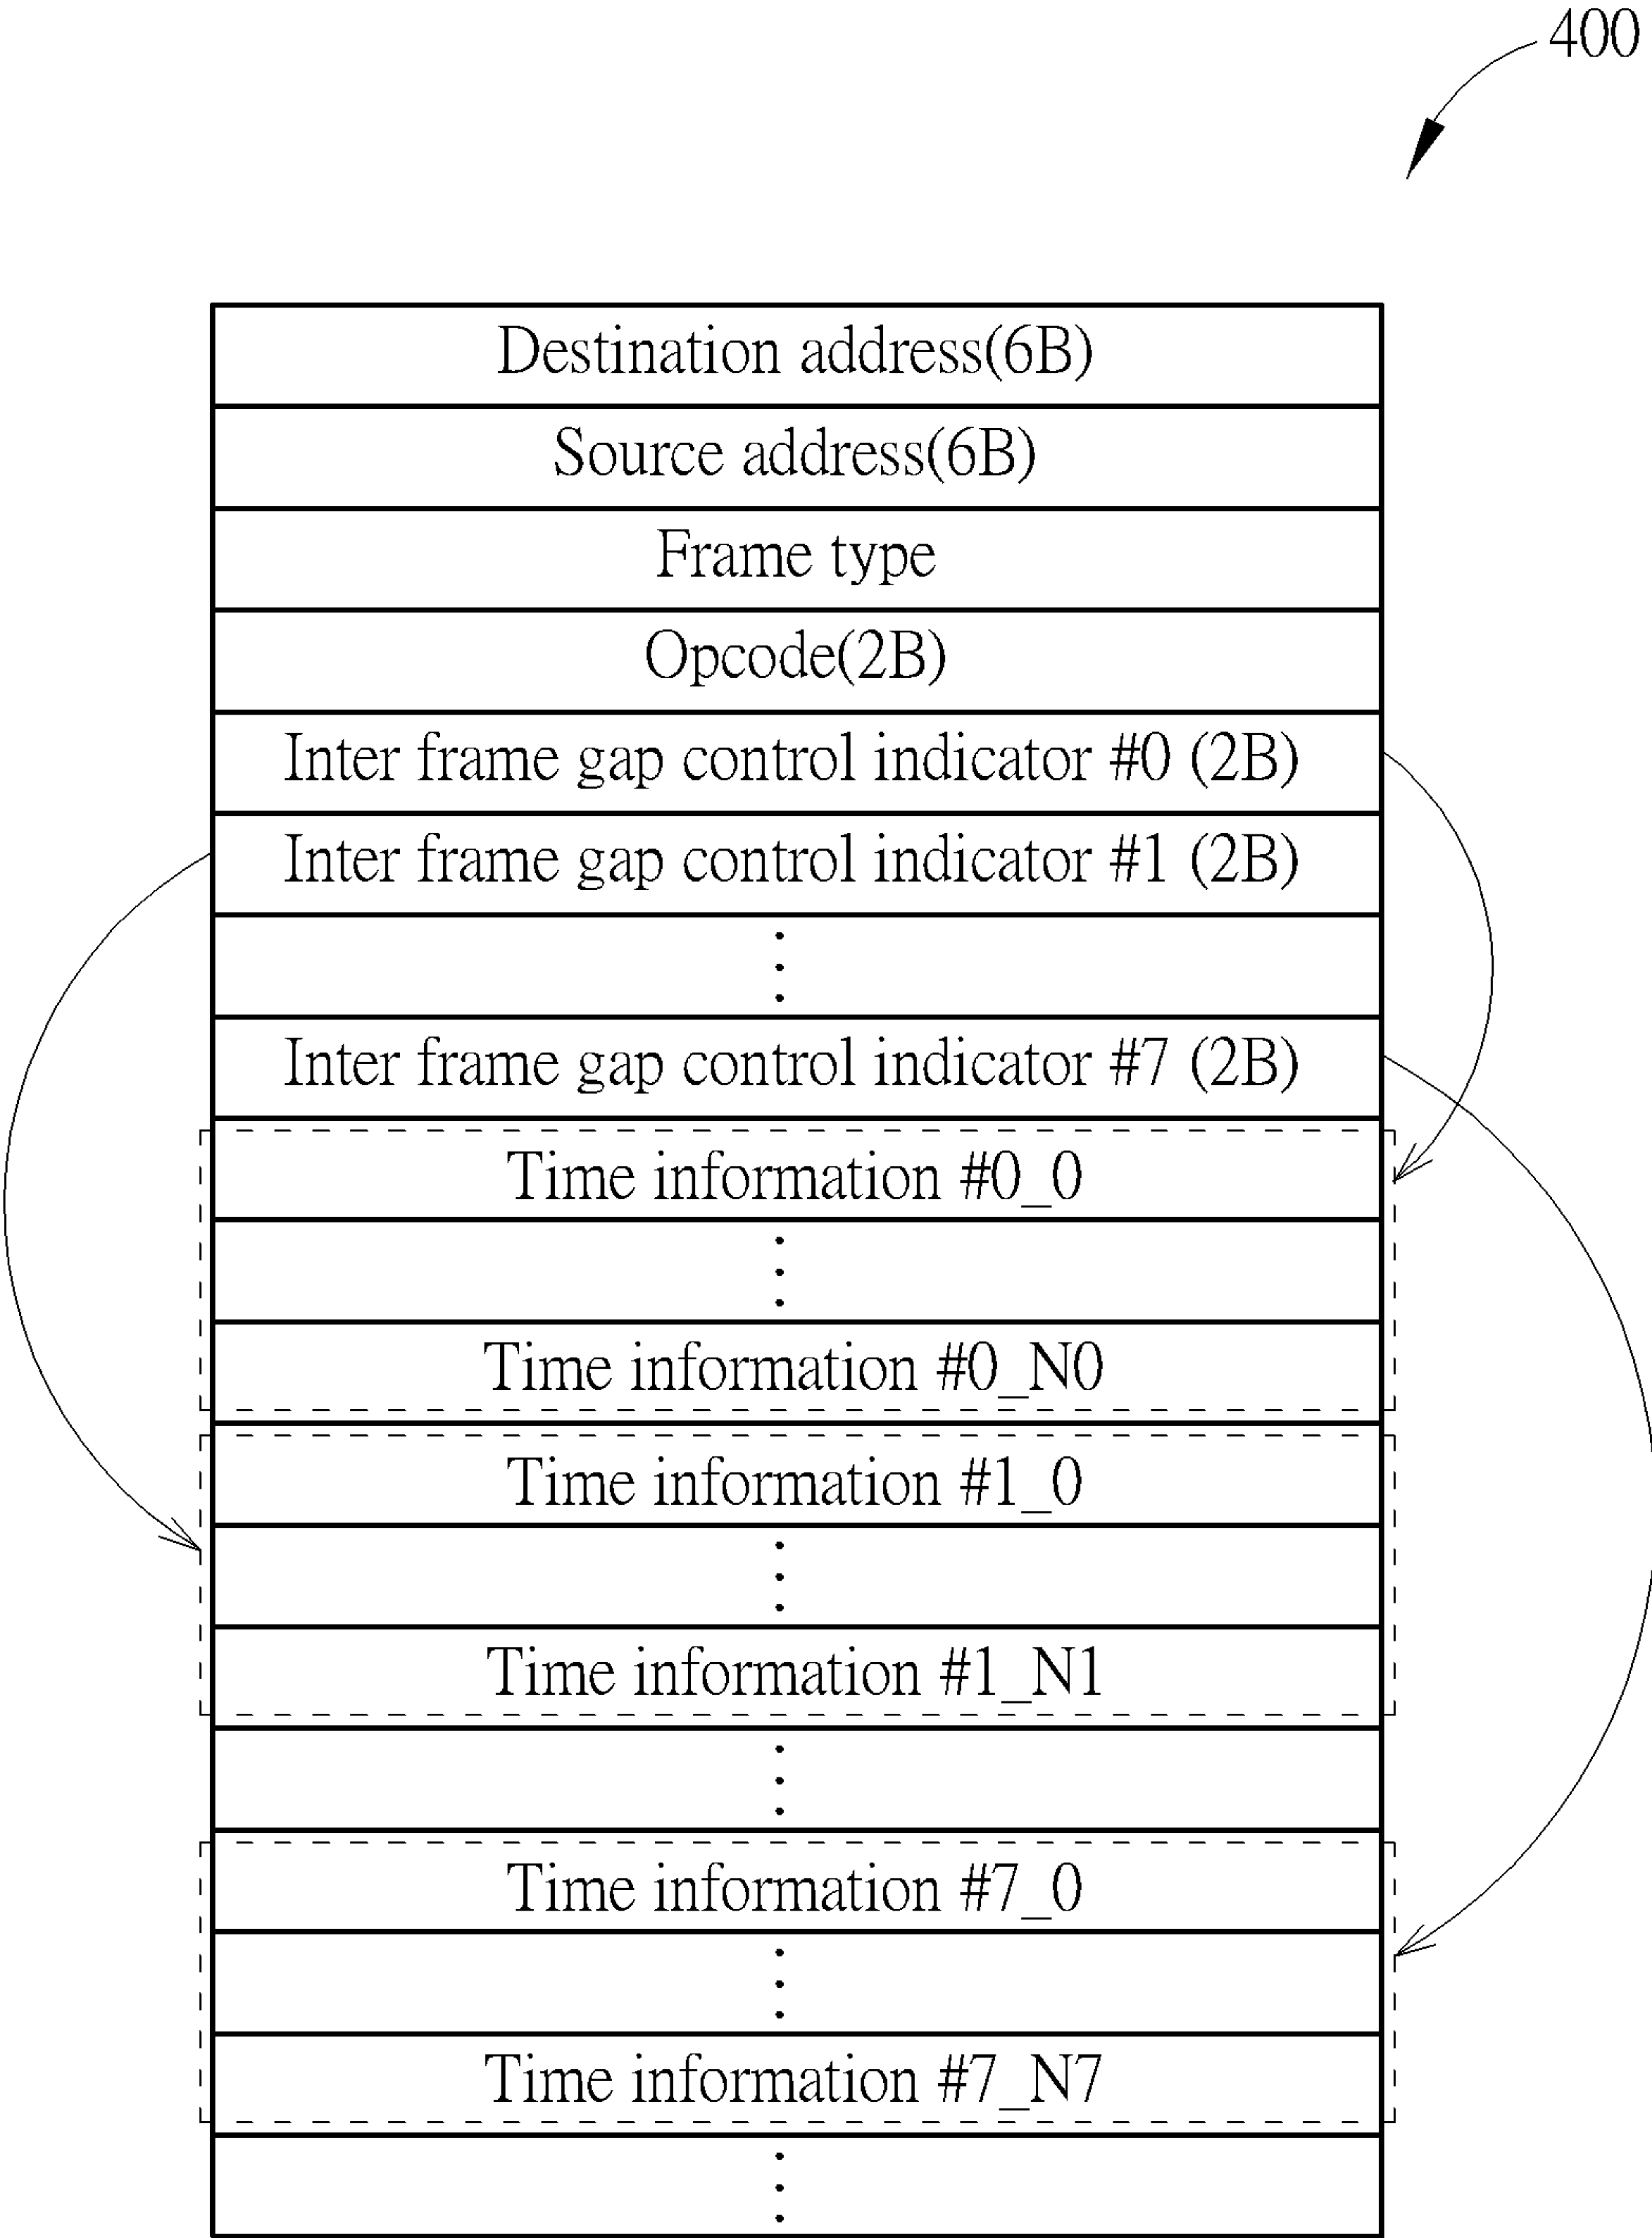 400
Destination address(6B)
Source address(6B)
Frame type
Opcode(2B)
Inter frame gap control indicator #0 (2B)
Inter frame gap control indicator #1 (2B)
Inter frame gap control indicator #7 (2B)
Time information #0_0
Time information #0_N0
Time information #1_0
Time information #1_N1
Time information #7_0
Time information #7_N7